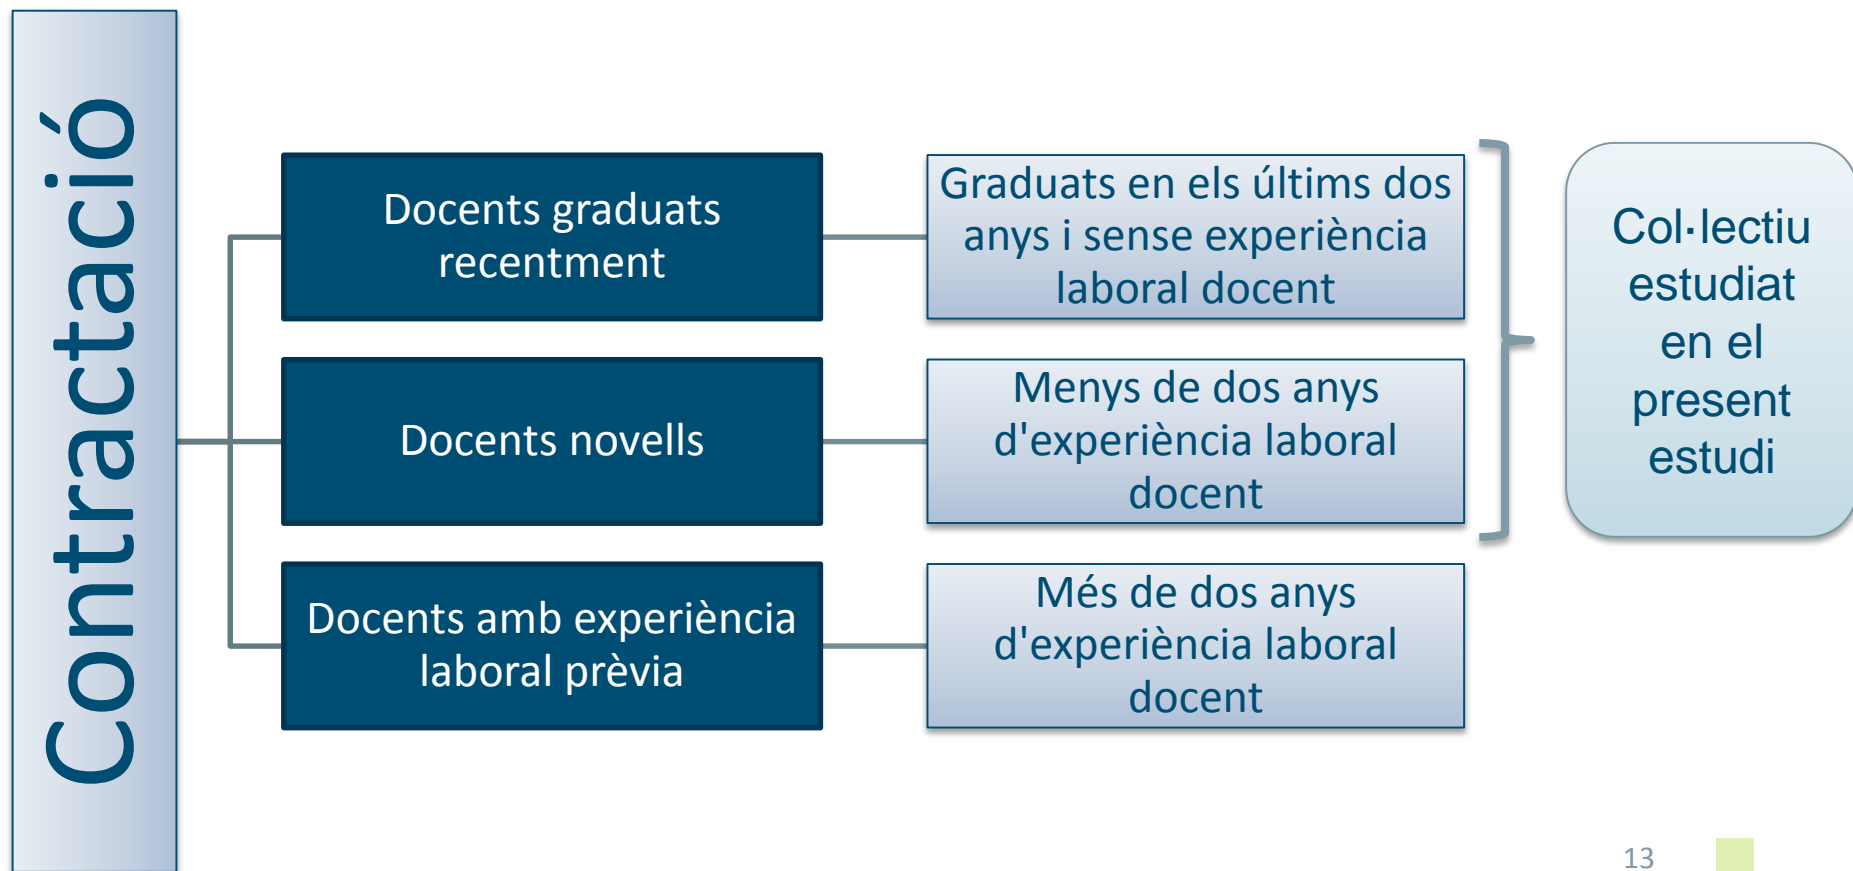 Contractació
Docents graduats
recentment
Graduats en els últims dos
anys i sense experiència
laboral docent
Docents novells
Menys de dos anys
d'experiència laboral
docent
Docents amb experiència
laboral prèvia
Més de dos anys
d'experiència laboral
docent
Col·lectiu
estudiat
en el
present
estudi
13